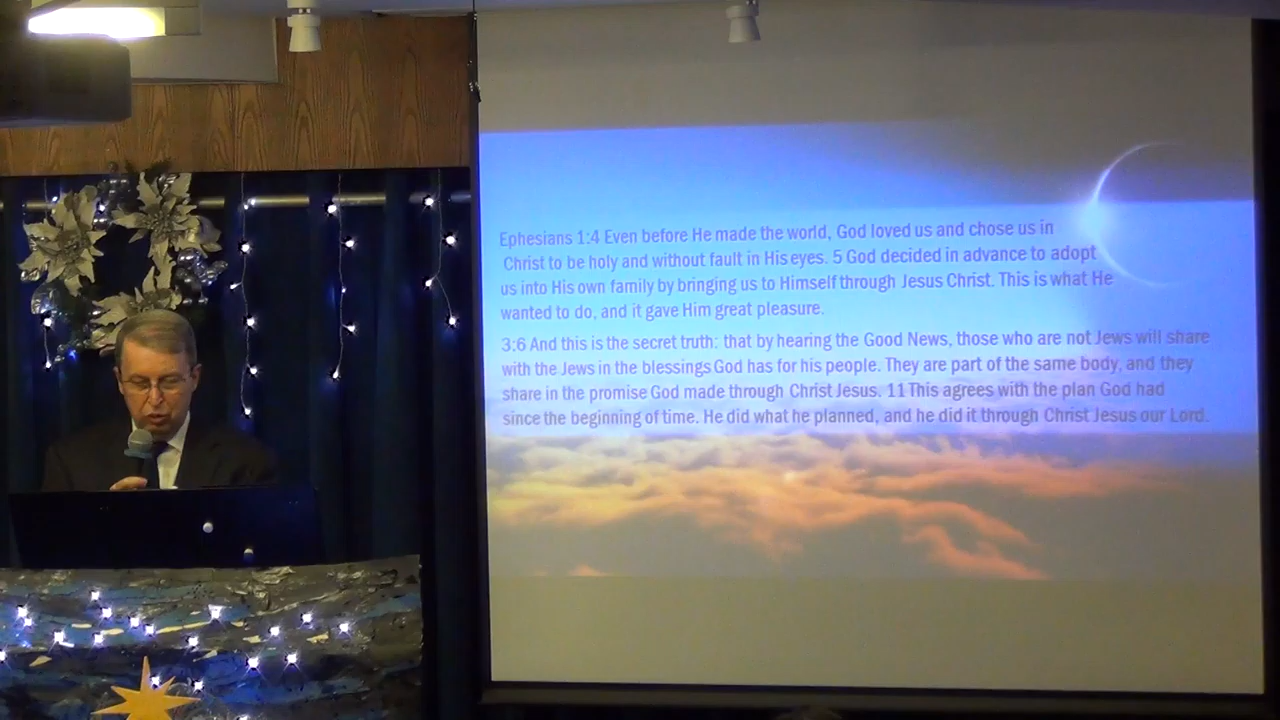 Ephesians 1:4 Even before He made the world, God loved us and chose us in
Christ to be holy and without fault in His eyes. 5 God decided in advance to adopt
us into His own family by bringing us to Himself through Jesus Christ. This is what He
wanted to do, and it gave Him great pleasure.
3:6 And this is the secret truth: that by hearing the Good News, those who are not Jews will share
with the Jews in the blessings God has for his people. They are part of the same body, and they
share in the promise God made through Christ Jesus. 11 This agrees with the plan God had
since the beginning of time. He did what he planned, and he did it through Christ Jesus our Lord.